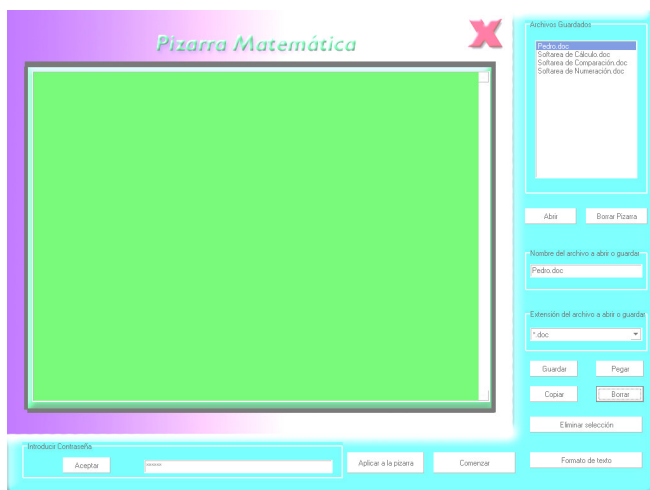 Pizarra Matemática
X
Archivos Guardados
Pedro.doc
Softarea de Cálculo.doc
Softarea de Comparación.doc
Softarea de Numeración.doc
Abrir
Borrar Pizarra
Nombre del archivo a abrir o guardar
Pedro.doc
Extensión del archivo a abrir o guardar
*.doc
Guardar
Pegar
Copiar
Borrar
Eliminar selección
Introducir Contraseña
Aceptar
Aplicar a la pizarra
Comenzar
Formato de texto